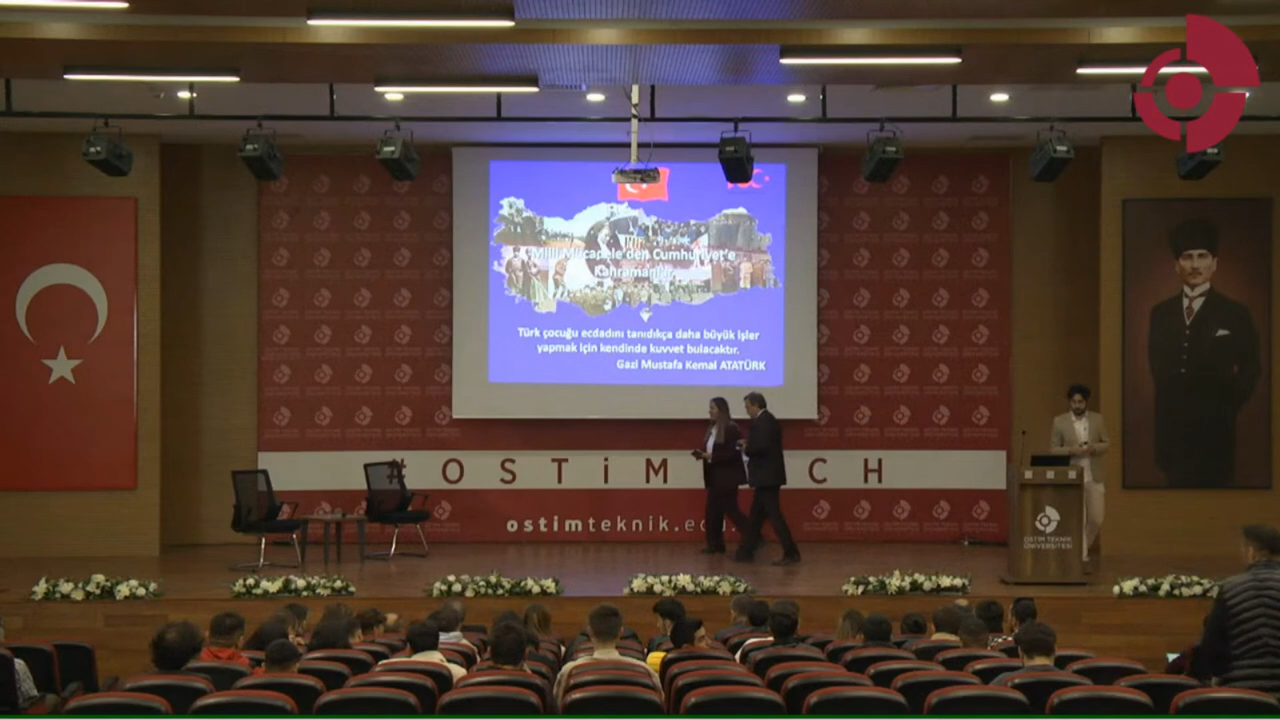 Milli Mücadele'den Cumhuriyet'e
Kahramanlar
Türk çocuğu ecdadını tanıdıkça daha büyük işler
yapmak için kendinde kuvvet bulacaktır.
Gazi Mustafa Kemal ATATÜRK
#OSTİM CH
ostimteknik.edu.
OSTİM TEKNİK
ÜNİVERSİTESİ